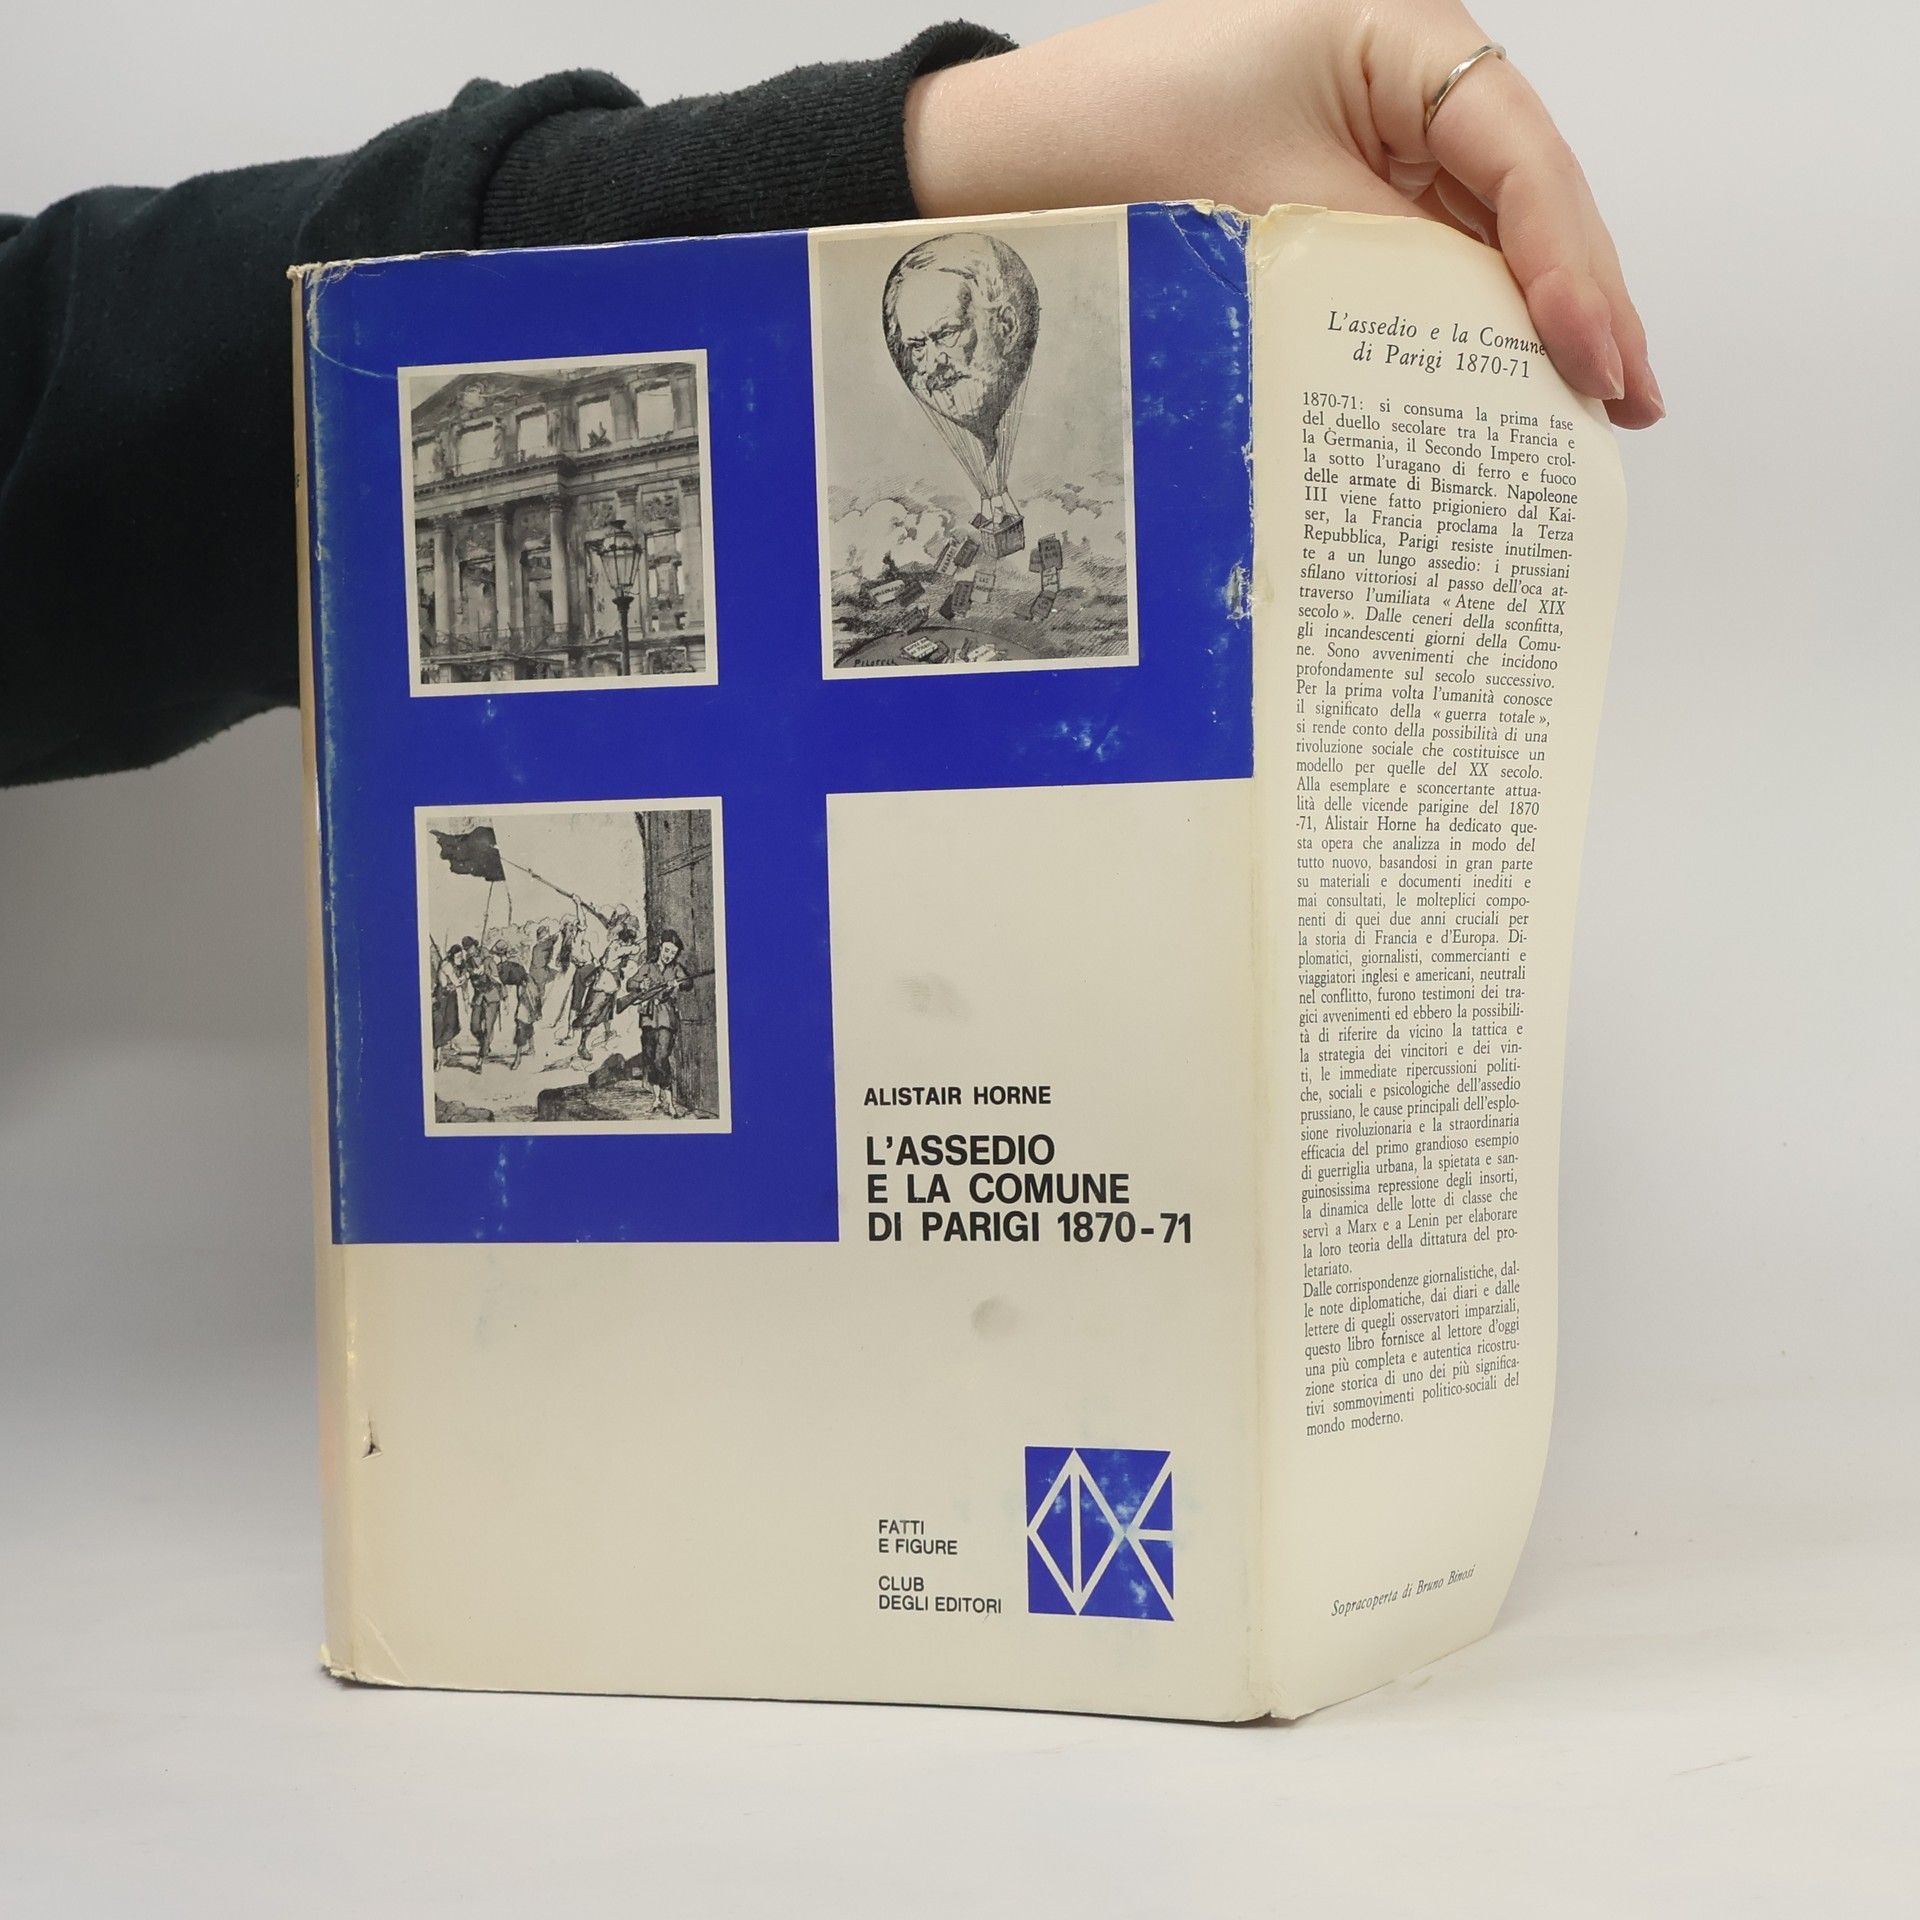 ALISTAIR HORNE
L'ASSEDIO
E LA COMUNE
DI PARIGI 1870-71
FATTI
E FIGURE
CLUB
DEGLI EDITORI
PILOTELL
L'assedio e la Comune
di Parigi 1870-71
1870-71: si consuma la prima fase
del duello secolare tra la Francia e
la Germania, il Secondo Impero crol-
la sotto l'uragano di ferro e fuoco
delle armate di Bismarck. Napoleone
III viene fatto prigioniero dal Kai-
ser, la Francia proclama la Terza
Repubblica, Parigi resiste inutilmen-
te a un lungo assedio: i prussiani
sfilano vittoriosi al passo dell'oca at-
traverso l'umiliata « Atene del XIX
secolo ». Dalle ceneri della sconfitta,
gli incandescenti giorni della Comu-
ne. Sono avvenimenti che incidono
profondamente sul secolo successivo.
Per la prima volta l'umanità conosce
il significato della « guerra totale »,
si rende conto della possibilità di una
rivoluzione sociale che costituisce un
modello per quelle del XX secolo.
Alla esemplare e sconcertante attua-
lità delle vicende parigine del 1870
-71, Alistair Horne ha dedicato que-
sta opera che analizza in modo del
tutto nuovo, basandosi in gran parte
su materiali e documenti inediti e
mai consultati, le molteplici compo-
nenti di quei due anni cruciali per
la storia di Francia e d'Europa. Di-
plomatici, giornalisti, commercianti e
viaggiatori inglesi e americani, neutrali
nel conflitto, furono testimoni dei tra-
gici avvenimenti ed ebbero la possibili-
tà di riferire da vicino la tattica e
la strategia dei vincitori e dei vin-
ti, le immediate ripercussioni politi-
che, sociali e psicologiche dell'assedio
prussiano, le cause principali dell'esplo-
sione rivoluzionaria e la straordinaria
efficacia del primo grandioso esempio
di guerriglia urbana, la spietata e san-
guinosissima repressione degli insorti,
la dinamica delle lotte di classe che
servì a Marx e a Lenin per elaborare
la loro teoria della dittatura del pro-
letariato.
Dalle corrispondenze giornalistiche, dal-
le note diplomatiche, dai diari e dalle
lettere di quegli osservatori imparziali,
questo libro fornisce al lettore d'oggi
una più completa e autentica ricostru-
zione storica di uno dei più significa-
tivi sommovimenti politico-sociali del
mondo moderno.
Sopracoperta di Bruno Binosi